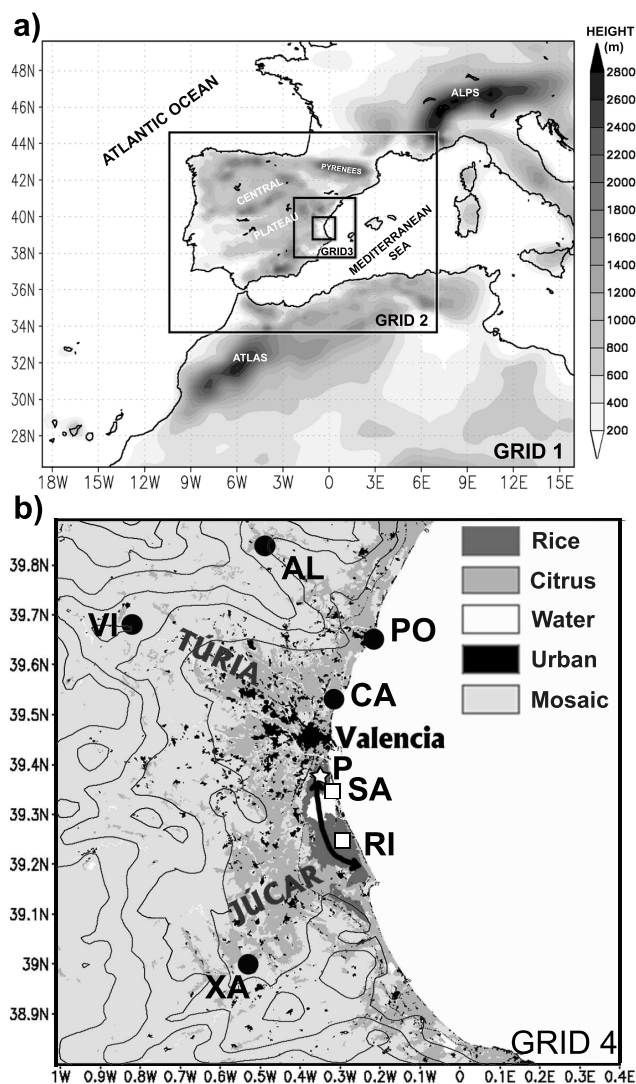 a)
HEIGHT
(m)
48N
46N
44N
42N
40N
38N
36N
34N
32N
30N
28N
ATLANTIC OCEAN
ALPS
PYRENEES
CENTRAL
PLATEAU
GRID3
MEDITERRANEAN
SEA
GRID 2
ATLAS
GRID 1
18W 15W 12W 9W 6W 3W 0 3E 6E 9E 12E 15E
2800
2600
2400
2200
2000
1800
1600
1400
1200
1000
800
600
400
200
b)
39.8N
39.7N
39.6N
39.5N
39.4N
39.3N
39.2N
39.1N
39N
38.9N
AL
VI
TÚRIA
PO
CA
Valencia
P
SA
RI
JÚCAR
XA
Rice
Citrus
Water
Urban
Mosaic
GRID 4
1W 0.9W 0.8W 0.7W 0.6W 0.5W 0.4W 0.3W 0.2W 0.1W 0 0.1E 0.2E 0.3E 0.4E